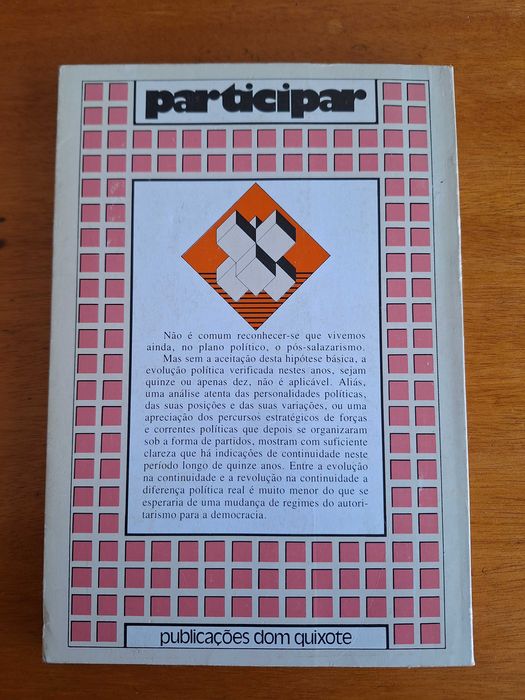 participar
Não é comum reconhecer-se que vivemos
ainda, no plano político, o pós-salazarismo.
Mas sem a aceitação desta hipótese básica, a
evolução política verificada nestes anos, sejam
quinze ou apenas dez, não é aplicável. Aliás,
uma análise atenta das personalidades políticas,
das suas posições e das suas variações, ou uma
apreciação dos percursos estratégicos de forças
e correntes políticas que depois se organizaram
sob a forma de partidos, mostram com suficiente
clareza que há indicações de continuidade neste
período longo de quinze anos. Entre a evolução
na continuidade e a revolução na continuidade a
diferença política real é muito menor do que se
esperaria de uma mudança de regimes do autori-
tarismo para a democracia.
publicações dom quixote